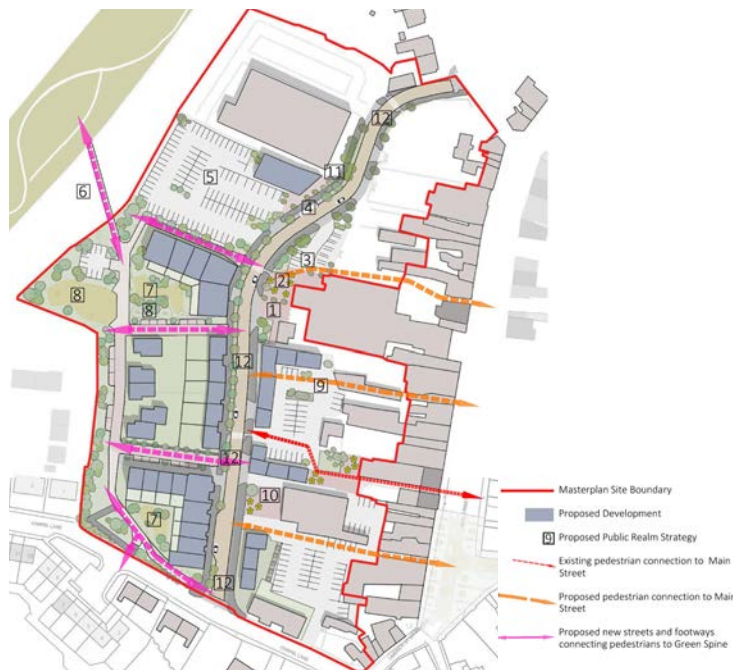 12
11
5
4
6
3
2
7
8
8
1
12
9
12
10
7
12
CHAPEL LANE
Masterplan Site Boundary
Proposed Development
9 Proposed Public Realm Strategy
Existing pedestrian connection to Main
Street
Proposed pedestrian connection to Main
Street
Proposed new streets and footways
connecting pedestrians to Green Spine